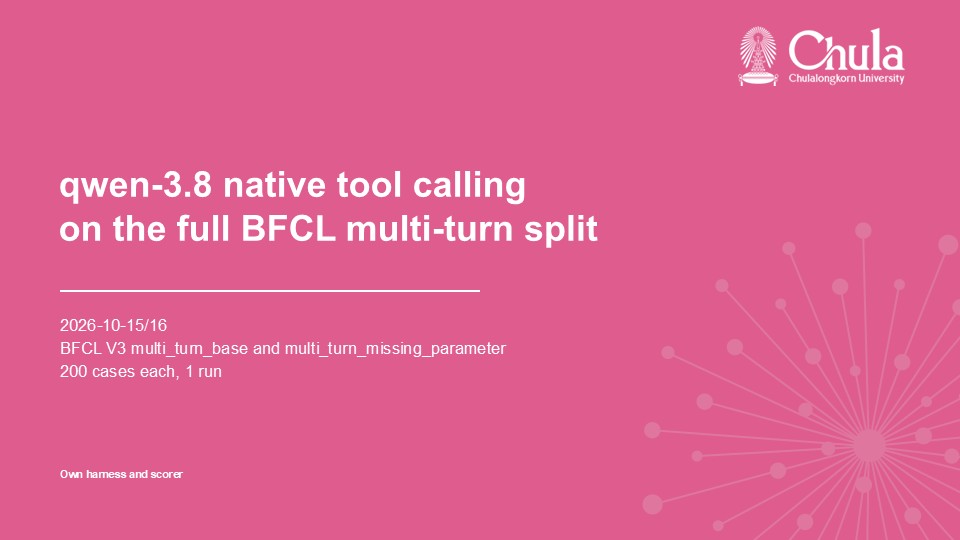 Chula
Chulalongkorn University
qwen-3.8 native tool calling
on the full BFCL multi-turn split
2026-10-15/16
BFCL V3 multi_turn_base and multi_turn_missing_parameter
200 cases each, 1 run
Own harness and scorer